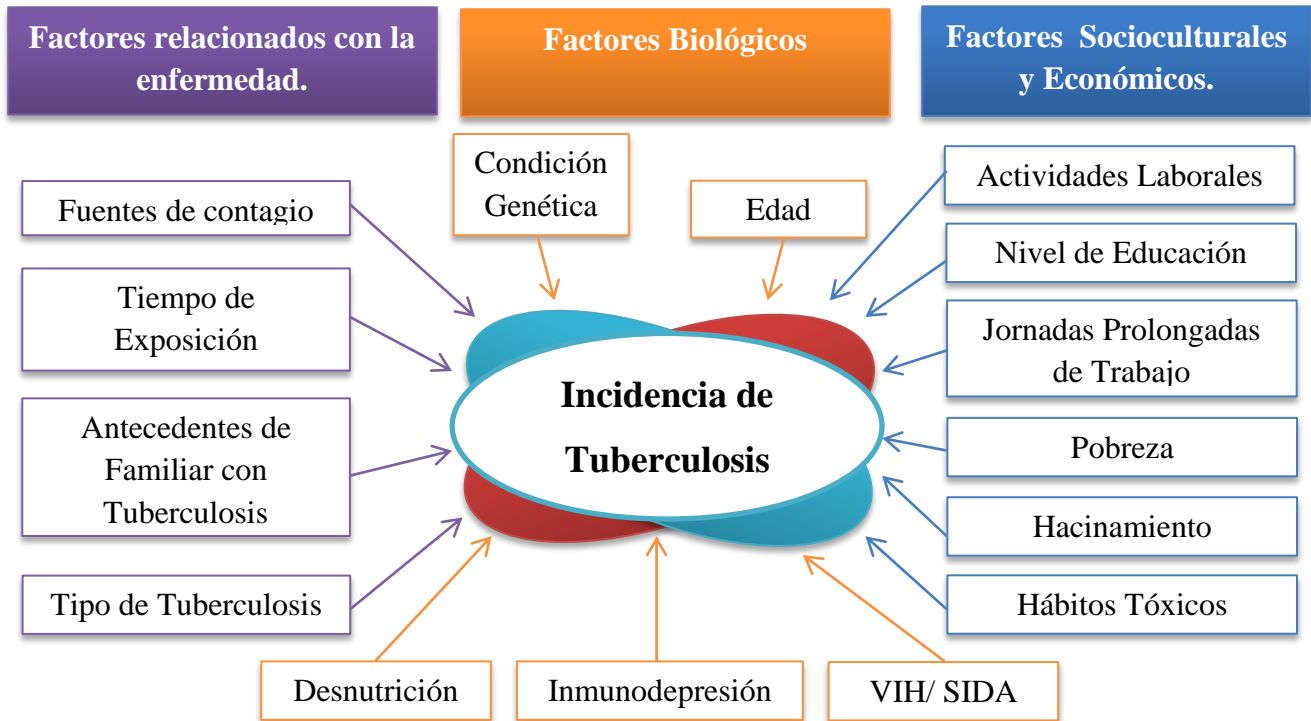 Factores relacionados con la
enfermedad.
Factores Biológicos
Factores Socioculturales
y Económicos.
Fuentes de contagio
Tiempo de
Exposición
Antecedentes de
Familiar con
Tuberculosis
Tipo de Tuberculosis
Condición
Genética
Edad
Incidencia de
Tuberculosis
Desnutrición
Inmunodepresión
VIH/ SIDA
Actividades Laborales
Nivel de Educación
Jornadas Prolongadas
de Trabajo
Pobreza
Hacinamiento
Hábitos Tóxicos